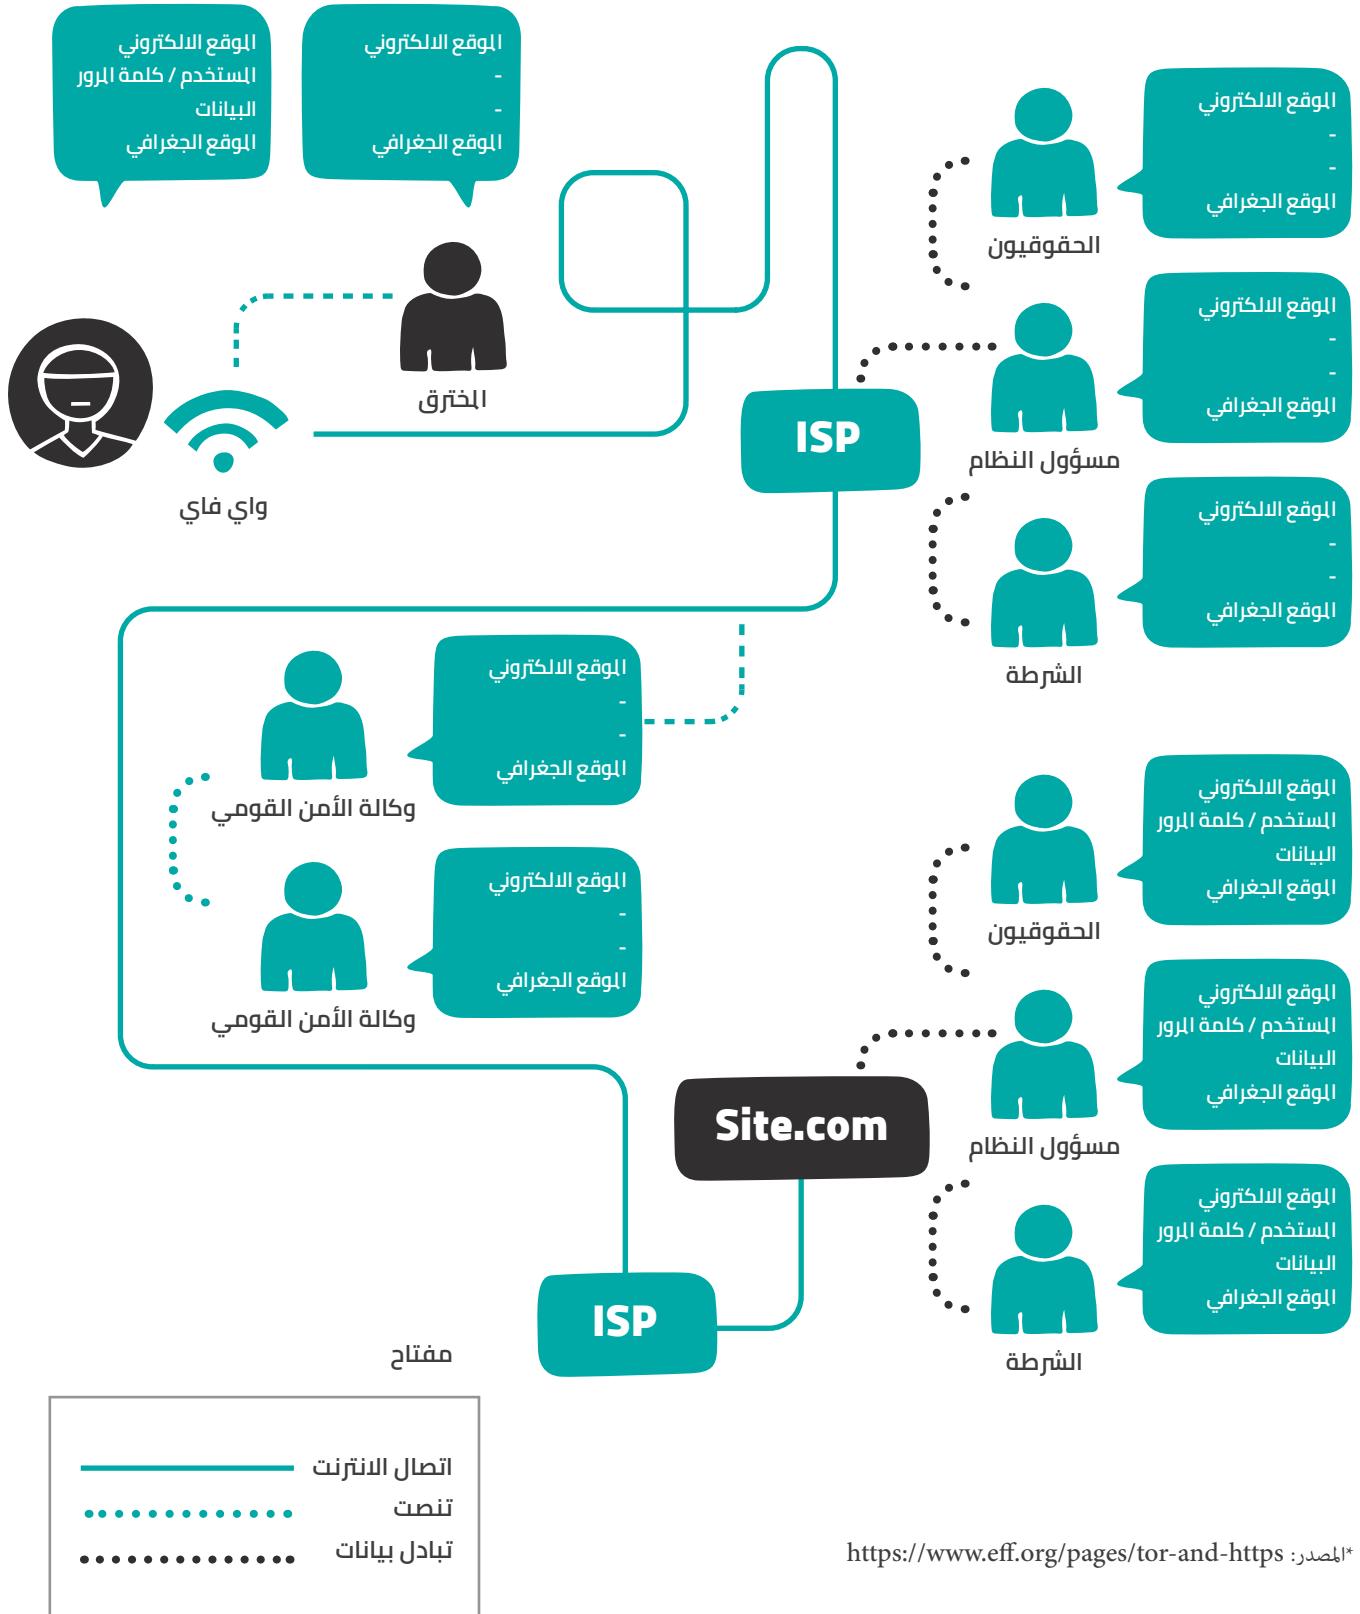 الموقع الالكتروني
المستخدم / كلمة المرور
البيانات
الموقع الجغرافي
الموقع الالكتروني
-
-
الموقع الجغرافي
المخترق
واي فاي
ISP
الموقع الالكتروني
-
-
الموقع الجغرافي
الحقوقيون
الموقع الالكتروني
-
-
الموقع الجغرافي
مسؤول النظام
الموقع الالكتروني
-
-
الموقع الجغرافي
الشرطة
الموقع الالكتروني
-
-
الموقع الجغرافي
وكالة الأمن القومي
الموقع الالكتروني
-
-
الموقع الجغرافي
وكالة الأمن القومي
الموقع الالكتروني
المستخدم / كلمة المرور
البيانات
الموقع الجغرافي
الحقوقيون
الموقع الالكتروني
المستخدم / كلمة المرور
البيانات
الموقع الجغرافي
مسؤول النظام
Site.com
الموقع الالكتروني
المستخدم / كلمة المرور
البيانات
الموقع الجغرافي
الشرطة
ISP
مفتاح
اتصال الانترنت
تنصت
تبادل بيانات
*المصدر: https://www.eff.org/pages/tor-and-https